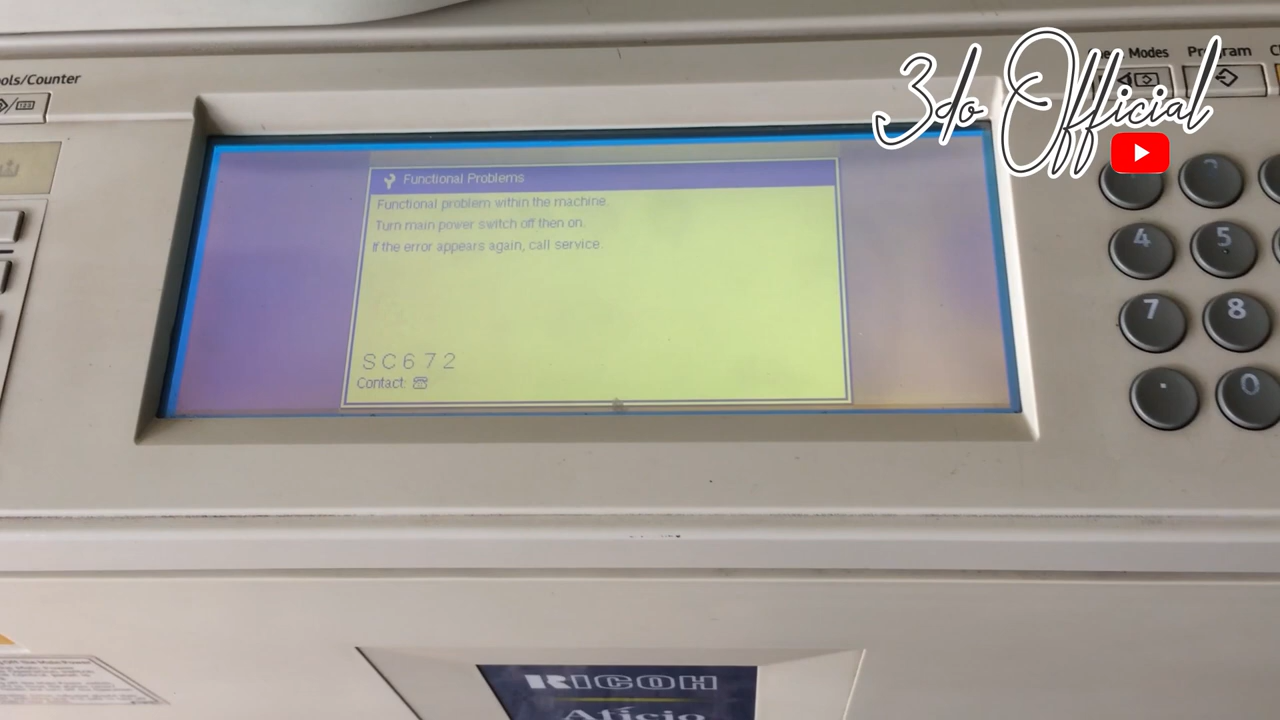 ools/Counter
Modes
Program
3do Official
Functional Problems
Functional problem within the machine.
Turn main power switch off then on.
If the error appears again, call service.
SC672
Contact:
4 5
7 8
. 0
RICOH
Aficio